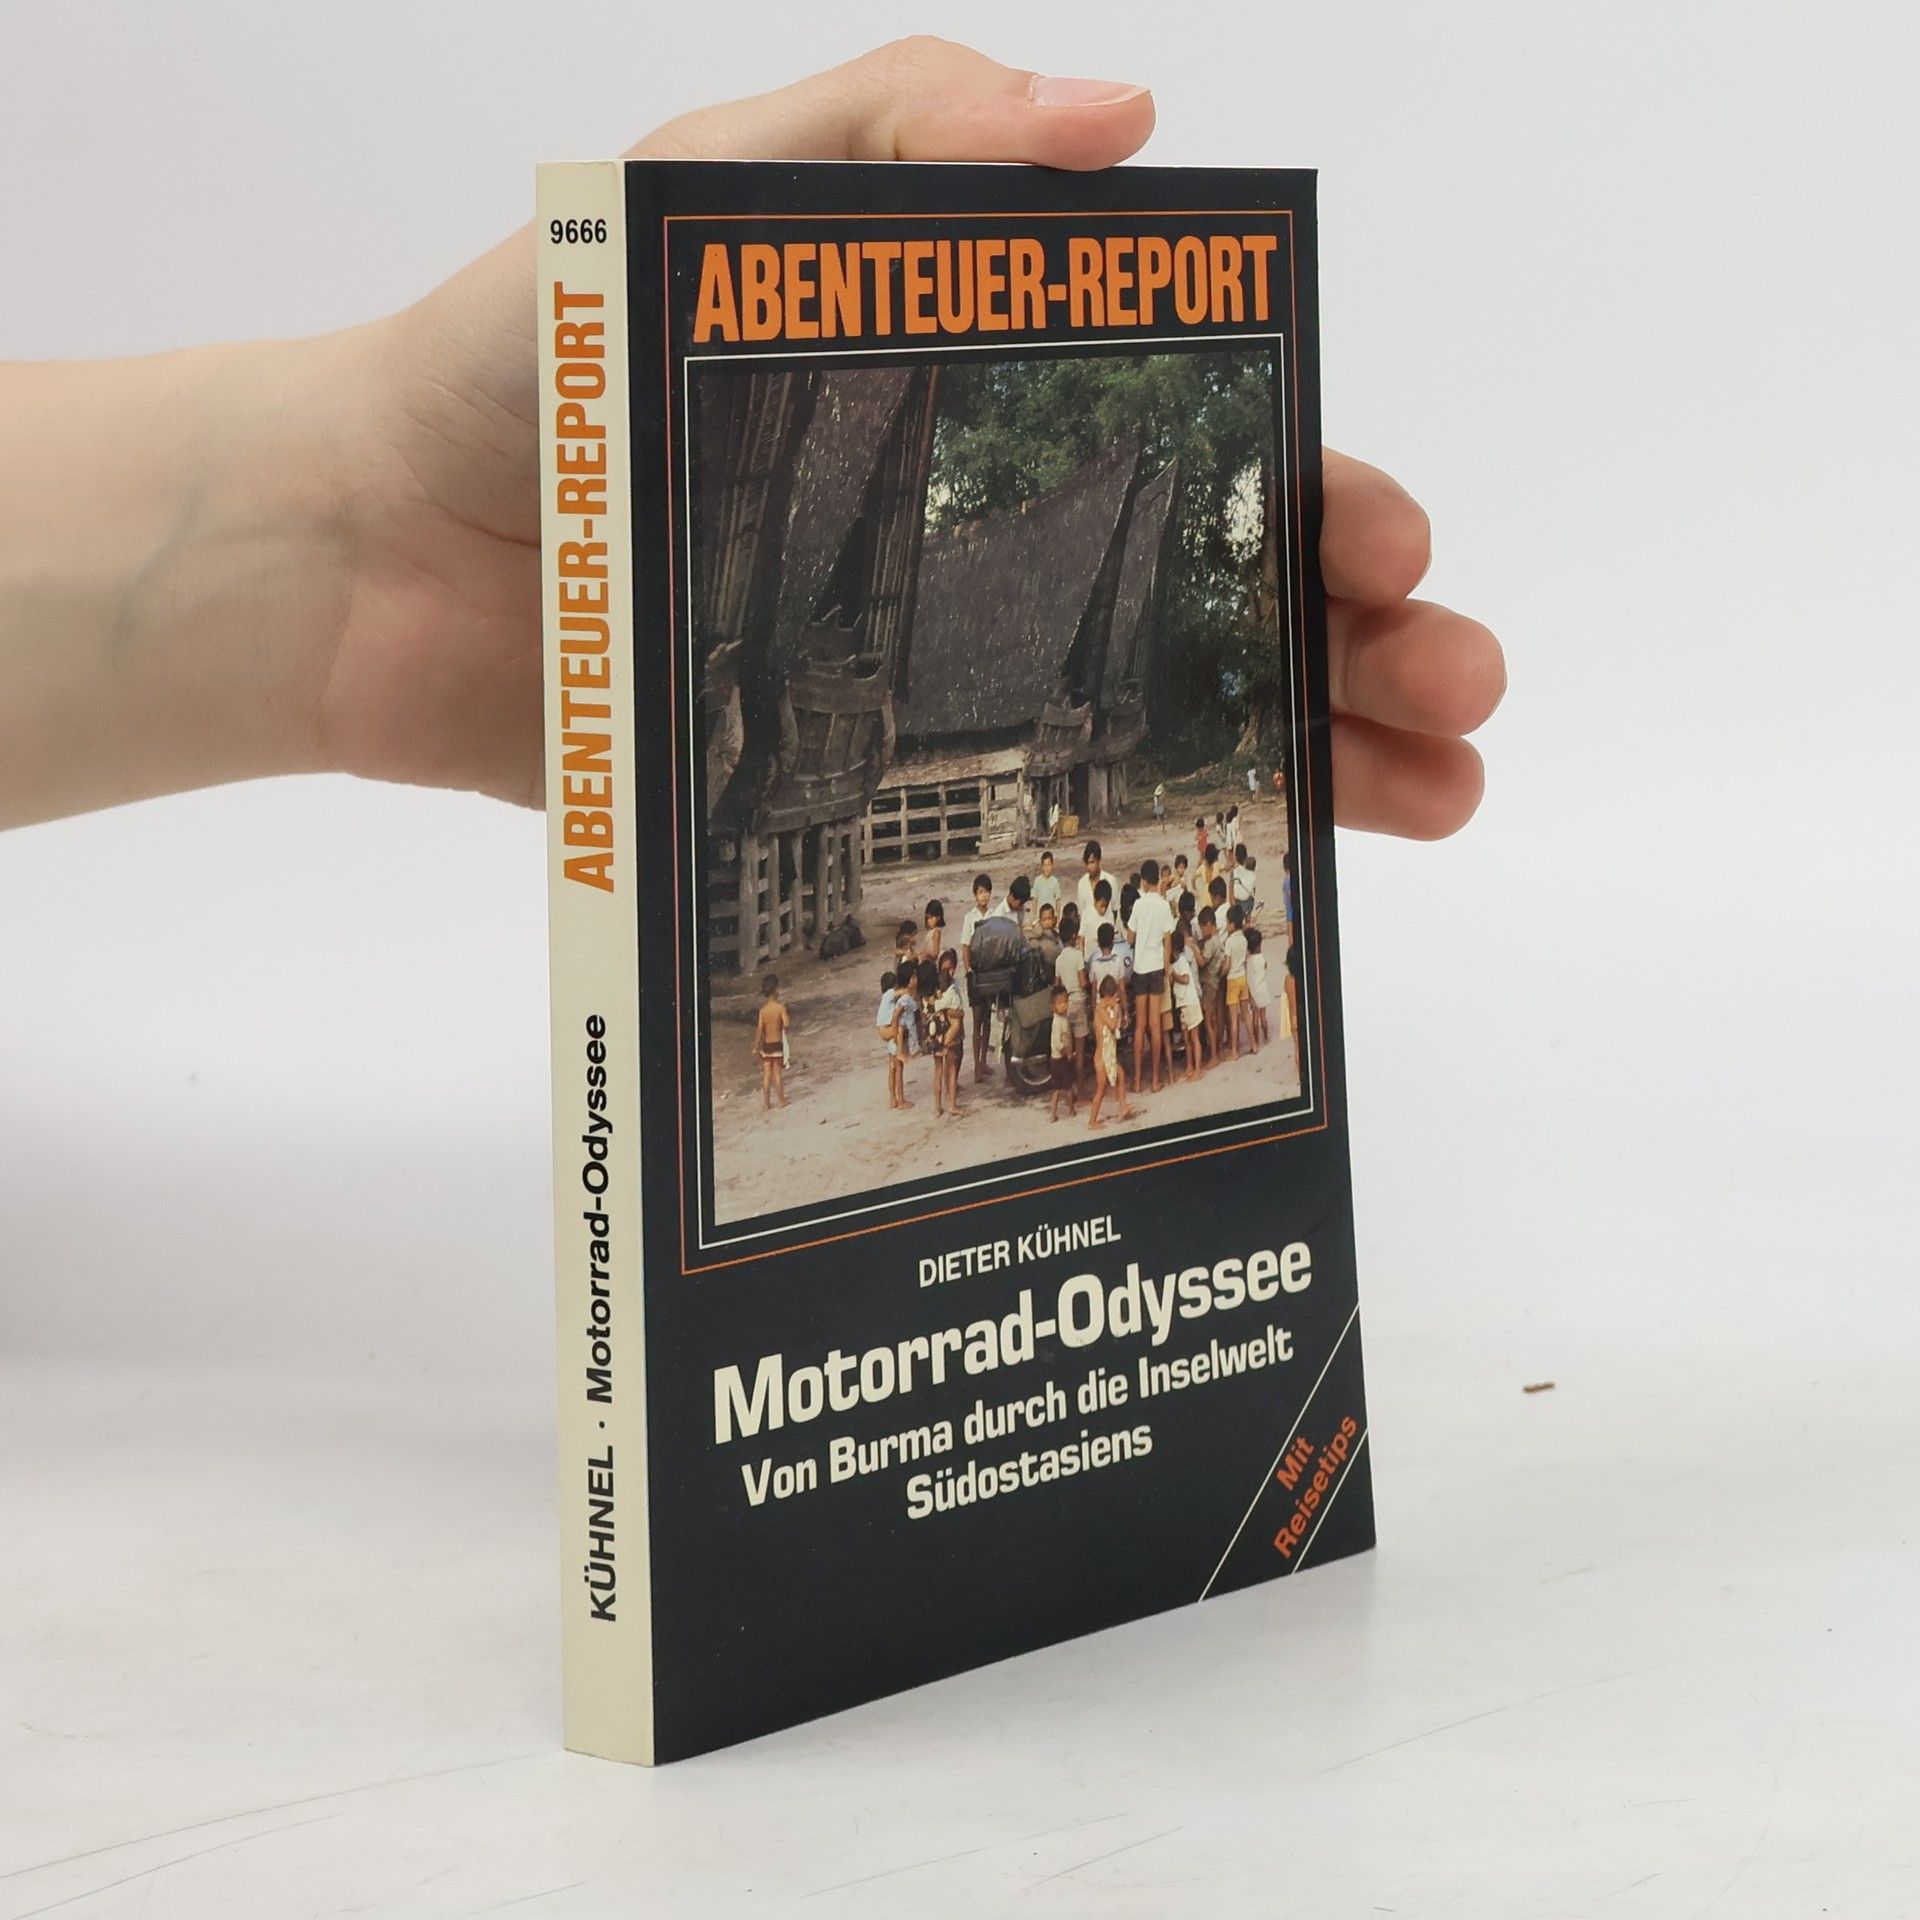 9666
ABENTEUER-REPORT
KÜHNEL · Motorrad-Odyssee
ABENTEUER-REPORT
DIETER KÜHNEL
Motorrad-Odyssee
Von Burma durch die Inselwelt
Südostasiens
Mit
Reisetips